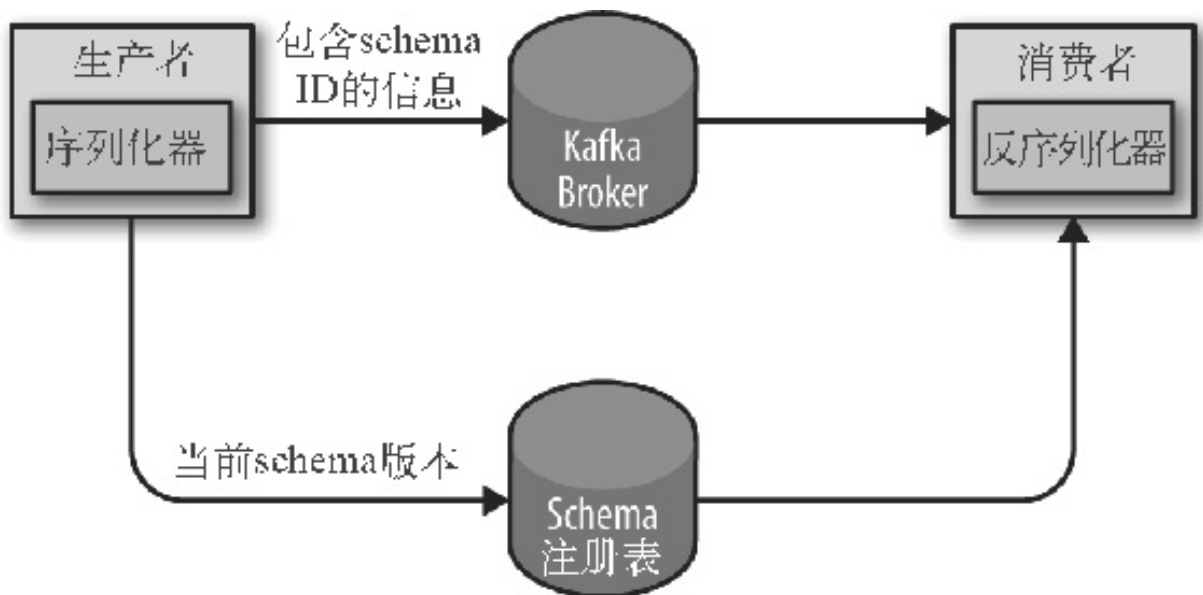 生产者
序列化器
包含schema
ID的信息
Kafka
Broker
消费者
反序列化器
当前schema版本
Schema
注册表